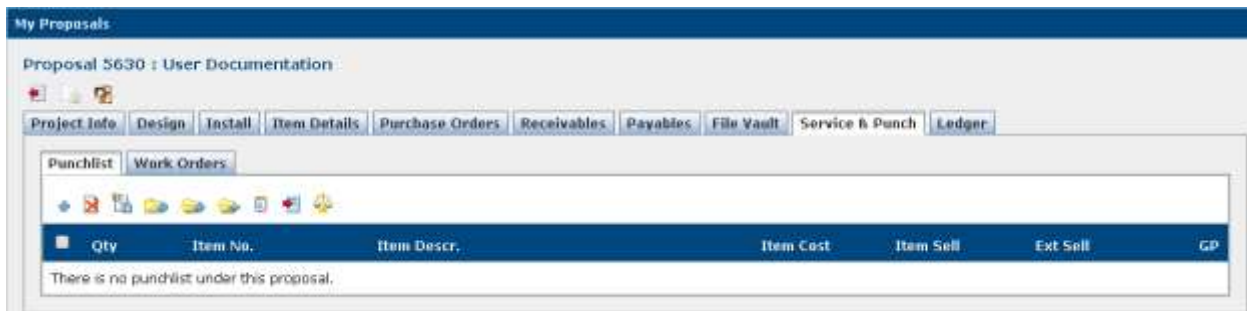 My Proposals
Proposal 5630 : User Documentation
Project Info Design Install Item Details Purchase Orders Receivables Payables File Vault Service & Punch Ledger
Punchlist Work Orders
Qty Item No. Item Descr. Item Cost Item Sell Ext Sell GP
There is no punchlist under this proposal.